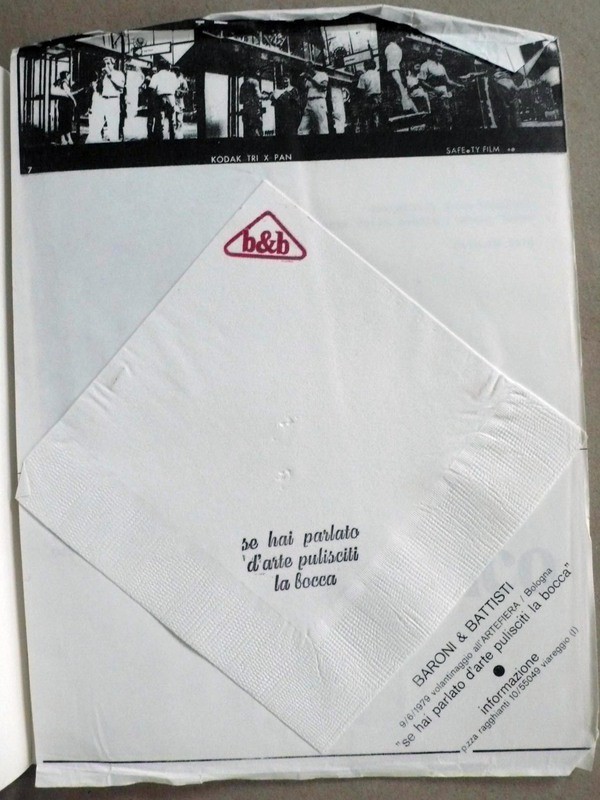 KODAK TRI X PAN
SAFETY FILM
7
b&b
se hai parlato
d'arte pulisciti
la bocca
BARONI & BATTISTI
9/6/1979 volantinaggio all'ARTEFIERA / Bologna
"se hai parlato d'arte pulisciti la bocca"
informazione
p.zza ragghianti 10/55049 viareggio (I)